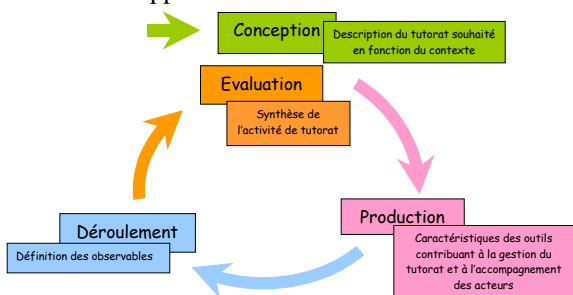 Conception
Description du tutorat souhaité
en fonction du contexte
Evaluation
Synthèse de
l'activité de tutorat
Production
Caractéristiques des outils
contribuant à la gestion du
tutorat et à l'accompagnement
des acteurs
Déroulement
Définition des observables